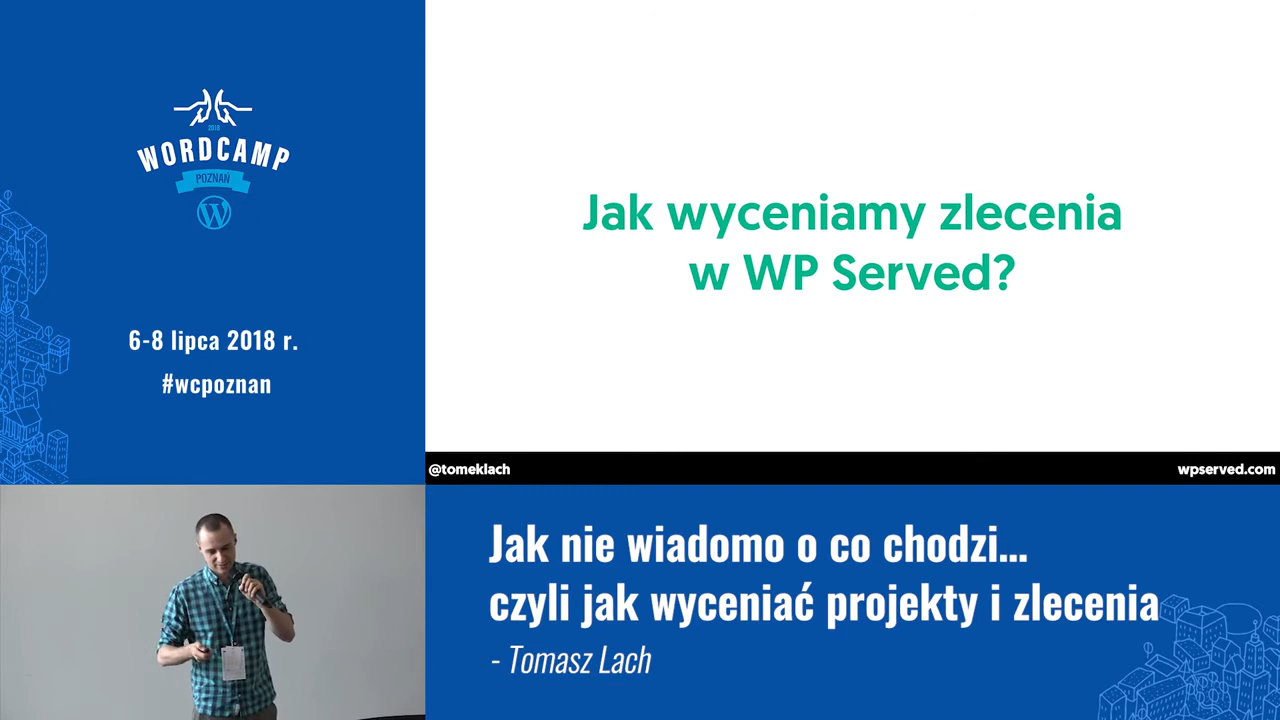 2018
WORDCAMP
POZNAŃ
6-8 lipca 2018 r.
#wcpoznan
Jak wyceniamy zlecenia
w WP Served?
@tomeklach
wpserved.com
Jak nie wiadomo o co chodzi...
czyli jak wyceniać projekty i zlecenia
- Tomasz Lach